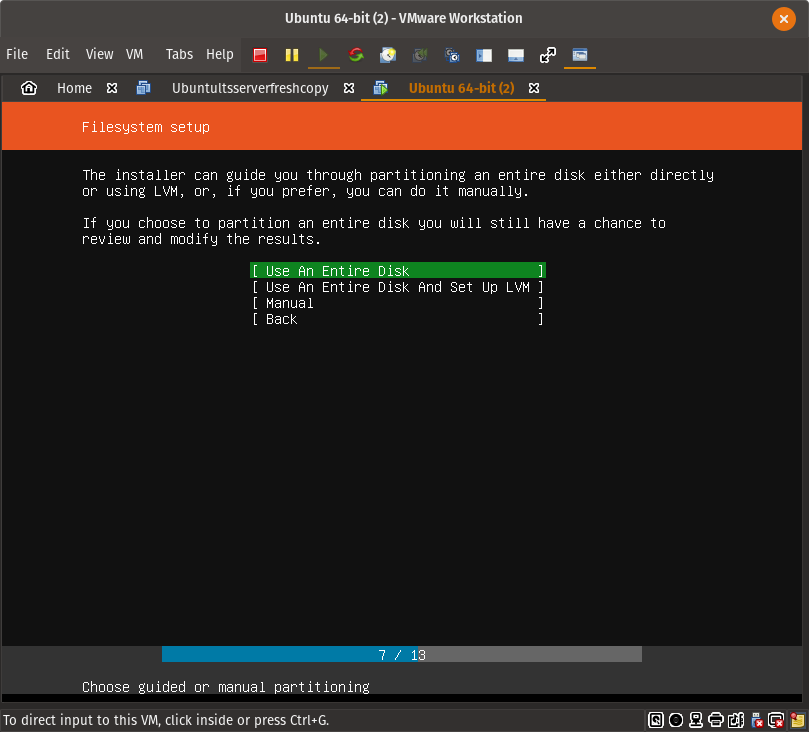 Ubuntu 64-bit (2) - VMware Workstation
File Edit View VM Tabs Help
Home Ubuntultsserverfreshcopy Ubuntu 64-bit (2)
Filesystem setup
The installer can guide you through partitioning an entire disk either directly
or using LVM, or, if you prefer, you can do it manually.
If you choose to partition an entire disk you will still have a chance to
review and modify the results.
[ Use An Entire Disk ]
[ Use An Entire Disk And Set Up LVM ]
[ Manual ]
[ Back ]
7 / 13
Choose guided or manual partitioning
To direct input to this VM, click inside or press Ctrl+G.